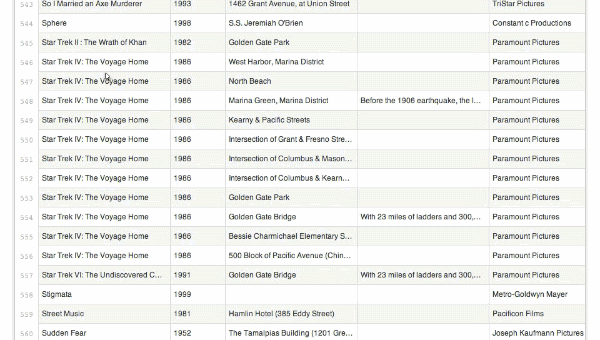 543 So I Married an Axe Murderer 1993 1462 Grant Avenue, at Union Street TriStar Pictures
544 Sphere 1998 S.S. Jeremiah O'Brien Constant c Productions
545 Star Trek II : The Wrath of Khan 1982 Golden Gate Park Paramount Pictures
546 Star Trek IV: The Voyage Home 1986 West Harbor, Marina District Paramount Pictures
547 Star Trek IV: The Voyage Home 1986 North Beach Paramount Pictures
548 Star Trek IV: The Voyage Home 1986 Marina Green, Marina District Before the 1906 earthquake, the l... Paramount Pictures
549 Star Trek IV: The Voyage Home 1986 Kearny & Pacific Streets Paramount Pictures
550 Star Trek IV: The Voyage Home 1986 Intersection of Grant & Fresno Stre... Paramount Pictures
551 Star Trek IV: The Voyage Home 1986 Intersection of Columbus & Mason... Paramount Pictures
552 Star Trek IV: The Voyage Home 1986 Intersection of Columbus & Kearn... Paramount Pictures
553 Star Trek IV: The Voyage Home 1986 Golden Gate Park Paramount Pictures
554 Star Trek IV: The Voyage Home 1986 Golden Gate Bridge With 23 miles of ladders and 300,... Paramount Pictures
555 Star Trek IV: The Voyage Home 1986 Bessie Charmichael Elementary S... Paramount Pictures
556 Star Trek IV: The Voyage Home 1986 500 Block of Pacific Avenue (Chin... Paramount Pictures
557 Star Trek VI: The Undiscovered C... 1991 Golden Gate Bridge With 23 miles of ladders and 300,... Paramount Pictures
558 Stigmata 1999 Metro-Goldwyn Mayer
559 Street Music 1981 Hamlin Hotel (385 Eddy Street) Pacificon Films
560 Sudden Fear 1952 The Tamalpias Building (1201 Gre... Joseph Kaufmann Pictures